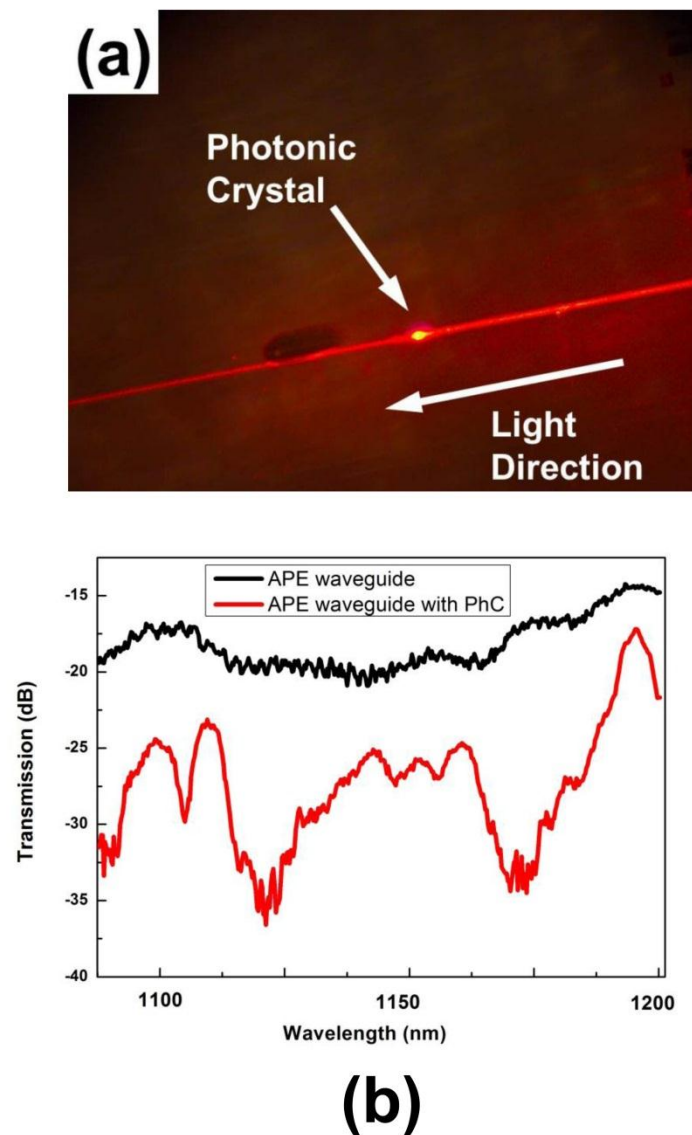 (a)
Photonic
Crystal
Light
Direction
APE waveguide
APE waveguide with PhC
-15
-20
-25
-30
-35
-40
Transmission (dB)
1100
1150
1200
Wavelength (nm)
(b)